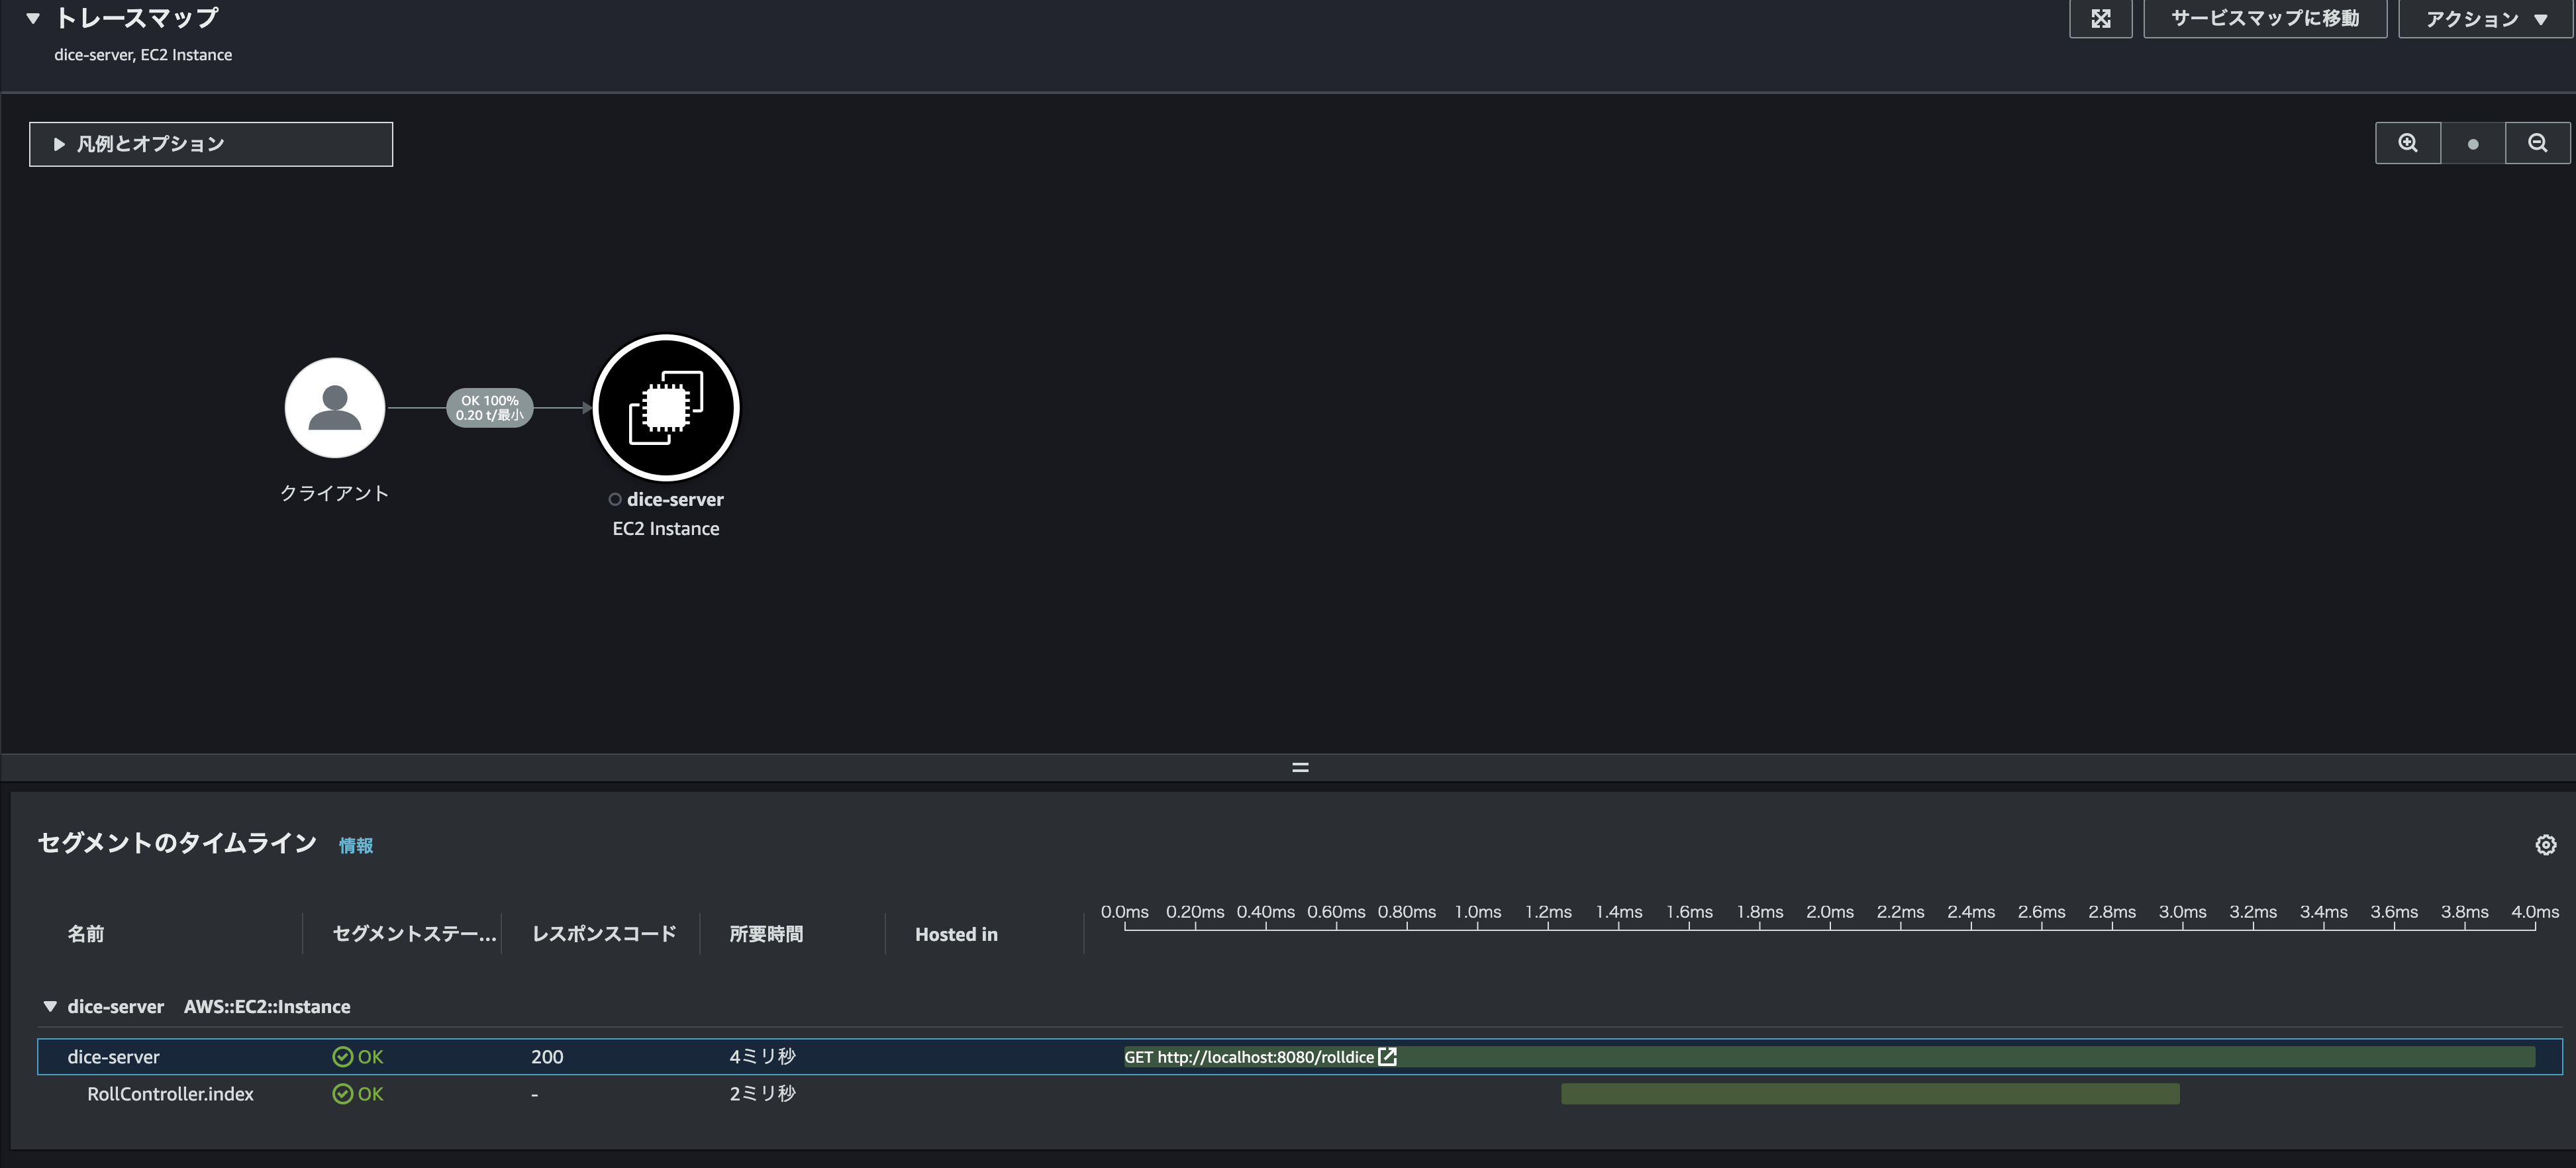 トレースマップ
dice-server, EC2 Instance
サービスマップに移動
アクション
凡例とオプション
OK 100%
0.20 t/最小
クライアント
dice-server
EC2 Instance
セグメントのタイムライン 情報
0.0ms 0.20ms 0.40ms 0.60ms 0.80ms 1.0ms 1.2ms 1.4ms 1.6ms 1.8ms 2.0ms 2.2ms 2.4ms 2.6ms 2.8ms 3.0ms 3.2ms 3.4ms 3.6ms 3.8ms 4.0ms
名前 セグメントステー... レスポンスコード 所要時間 Hosted in
dice-server AWS::EC2::Instance
dice-server OK 200 4ミリ秒 GET http://localhost:8080/rolldice
RollController.index OK - 2ミリ秒